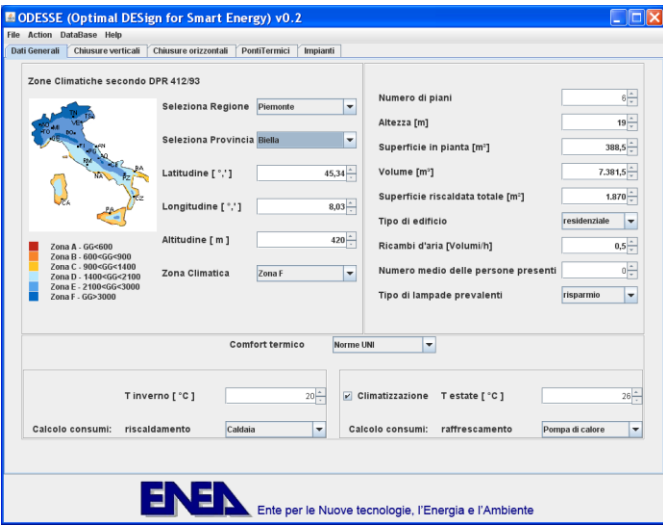 ODESSE (Optimal DESign for Smart Energy) v0.2
File Action DataBase Help
Dati Generali Chiusure verticali Chiusure orizzontali PontiTermici Impianti
Zone Climatiche secondo DPR 412/93
Seleziona Regione Piemonte
Seleziona Provincia Biella
Latitudine [ °,' ] 45,34
Longitudine [ °,' ] 8,03
Altitudine [ m ] 420
Zona Climatica Zona F
Zona A - GG<600
Zona B - 600<GG<900
Zona C - 900<GG<1400
Zona D - 1400<GG<2100
Zona E - 2100<GG<3000
Zona F - GG>3000
Numero di piani 6
Altezza [m] 19
Superficie in pianta [m²] 388,5
Volume [m³] 7.381,5
Superficie riscaldata totale [m²] 1.870
Tipo di edificio residenziale
Ricambi d'aria [Volumi/h] 0,5
Numero medio delle persone presenti 0
Tipo di lampade prevalenti risparmio
Comfort termico Norme UNI
T inverno [ °C ] 20
Calcolo consumi: riscaldamento Caldaia
Climatizzazione T estate [ °C ] 26
Calcolo consumi: raffrescamento Pompa di calore
ENEA Ente per le Nuove tecnologie, l'Energia e l'Ambiente